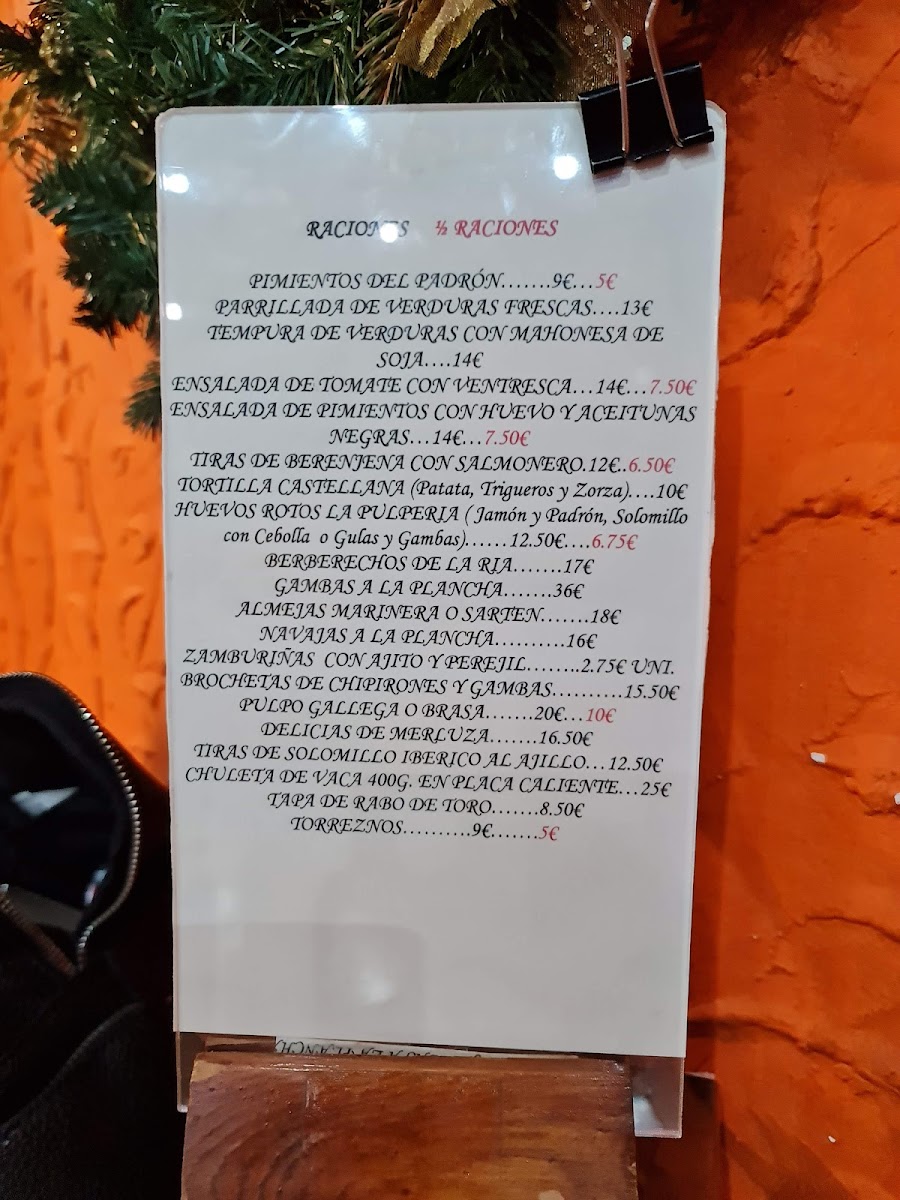 RACIONES ½ RACIONES
PIMIENTOS DEL PADRÓN.......9€...5€
PARRILLADA DE VERDURAS FRESCAS....13€
TEMPURA DE VERDURAS CON MAHONESA DE
SOJA....14€
ENSALADA DE TOMATE CON VENTRESCA...14€...7.50€
ENSALADA DE PIMIENTOS CON HUEVO Y ACEITUNAS
NEGRAS...14€...7.50€
TIRAS DE BERENJENA CON SALMONERO.12€..6.50€
TORTILLA CASTELLANA (Patata, Trigueros y Zorza)....10€
HUEVOS ROTOS LA PULPERIA ( Jamón y Padrón, Solomillo
con Cebolla o Gulas y Gambas)......12.50€....6.75€
BERBERECHOS DE LA RIA.......17€
GAMBAS A LA PLANCHA.......36€
ALMEJAS MARINERA O SARTEN.......18€
NAVAJAS A LA PLANCHA..........16€
ZAMBURIÑAS CON AJITO Y PEREJIL........2.75€ UNI.
BROCHETAS DE CHIPIRONES Y GAMBAS..........15.50€
PULPO GALLEGA O BRASA.......20€...10€
DELICIAS DE MERLUZA.......16.50€
TIRAS DE SOLOMILLO IBERICO AL AJILLO...12.50€
CHULETA DE VACA 400G. EN PLACA CALIENTE...25€
TAPA DE RABO DE TORO.......8.50€
TORREZNOS..........9€.......5€